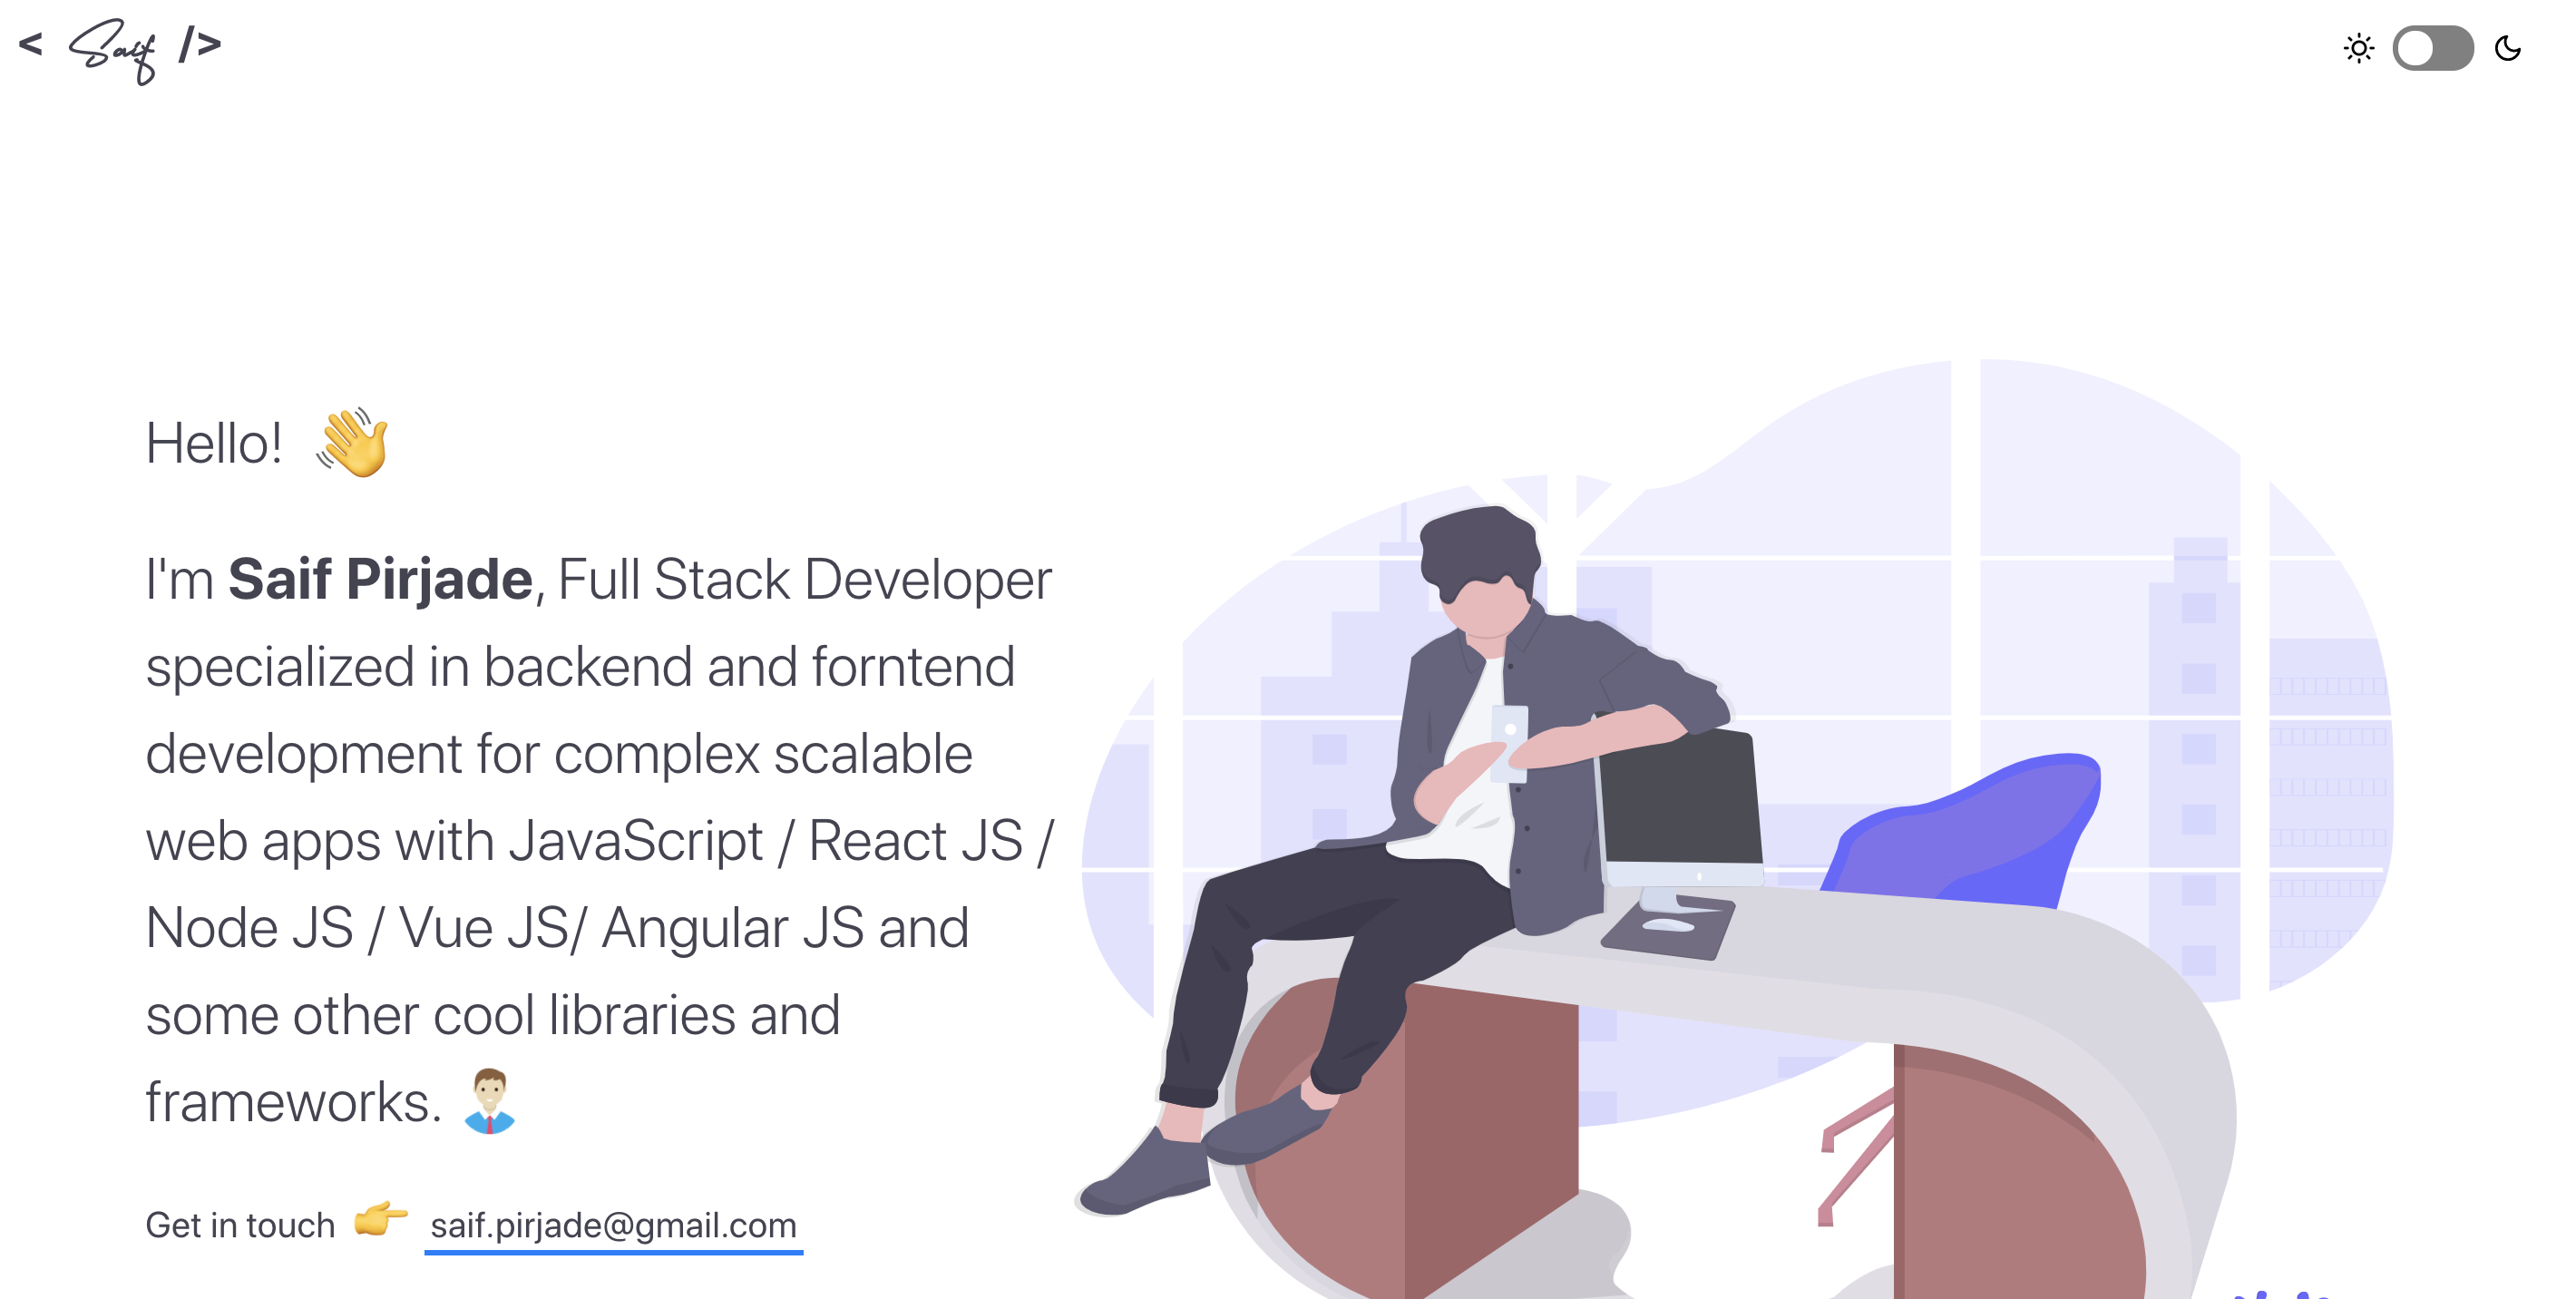 < Saif />
Hello! 👋
I'm Saif Pirjade, Full Stack Developer
specialized in backend and forntend
development for complex scalable
web apps with JavaScript / React JS /
Node JS / Vue JS/ Angular JS and
some other cool libraries and
frameworks. 👨‍💼
Get in touch 👉 saif.pirjade@gmail.com